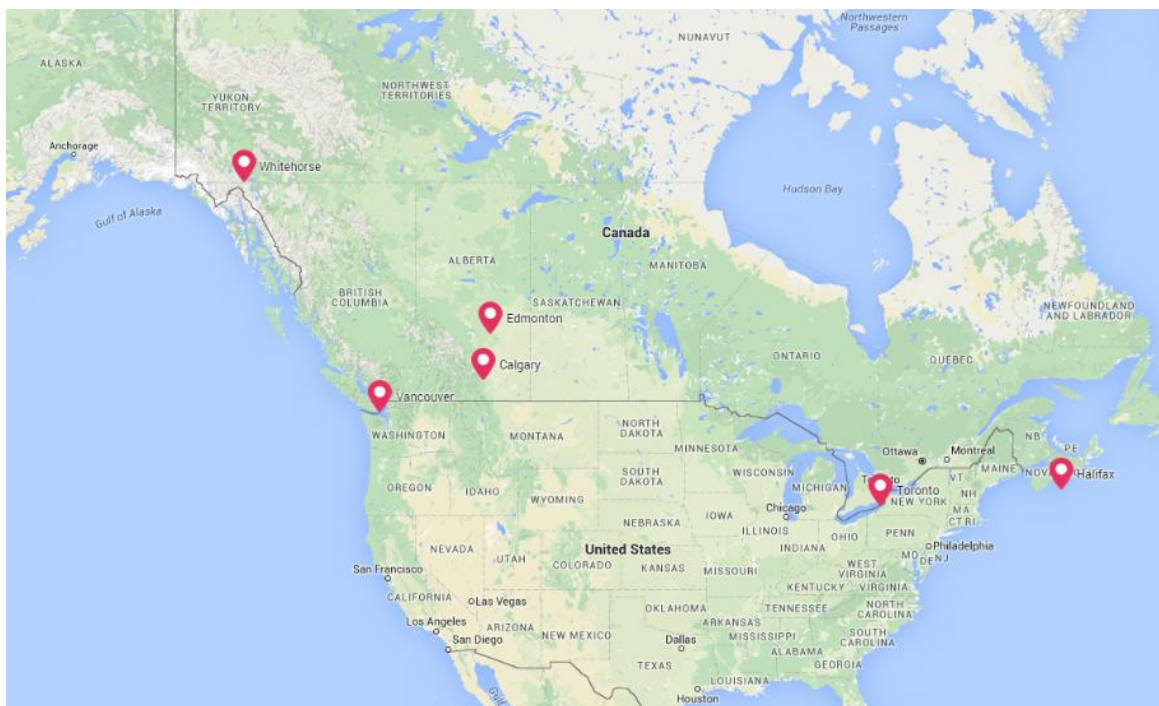 Northwestern
Passages
NUNAVUT
ALASKA
NORTHWEST
TERRITORIES
YUKON
TERRITORY
Anchorage
Whitehorse
Hudson Bay
Gulf of Alaska
Canada
ALBERTA
MANITOBA
BRITISH
COLUMBIA
SASKATCHEWAN
NEWFOUNDLAND
AND LABRADOR
Edmonton
ONTARIO
QUEBEC
Calgary
Vancouver
WASHINGTON
MONTANA
NORTH
DAKOTA
MINNESOTA
Ottawa
Montreal
NB
PE
MAINE
NOVA
Halifax
OREGON
IDAHO
SOUTH
DAKOTA
WISCONSIN
MICHIGAN
Toronto
VT
NH
NEW YORK
WYOMING
MA
CT RI
Chicago
IOWA
NEBRASKA
ILLINOIS
INDIANA
OHIO
PENN
Philadelphia
MD
DE
NJ
NEVADA
UTAH
United States
COLORADO
KANSAS
MISSOURI
WEST
VIRGINIA
KENTUCKY
VIRGINIA
San Francisco
CALIFORNIA
Las Vegas
Los Angeles
San Diego
ARIZONA
NEW MEXICO
OKLAHOMA
ARKANSAS
TENNESSEE
NORTH
CAROLINA
SOUTH
CAROLINA
MISSISSIPPI
ALABAMA
GEORGIA
Dallas
TEXAS
LOUISIANA
Houston